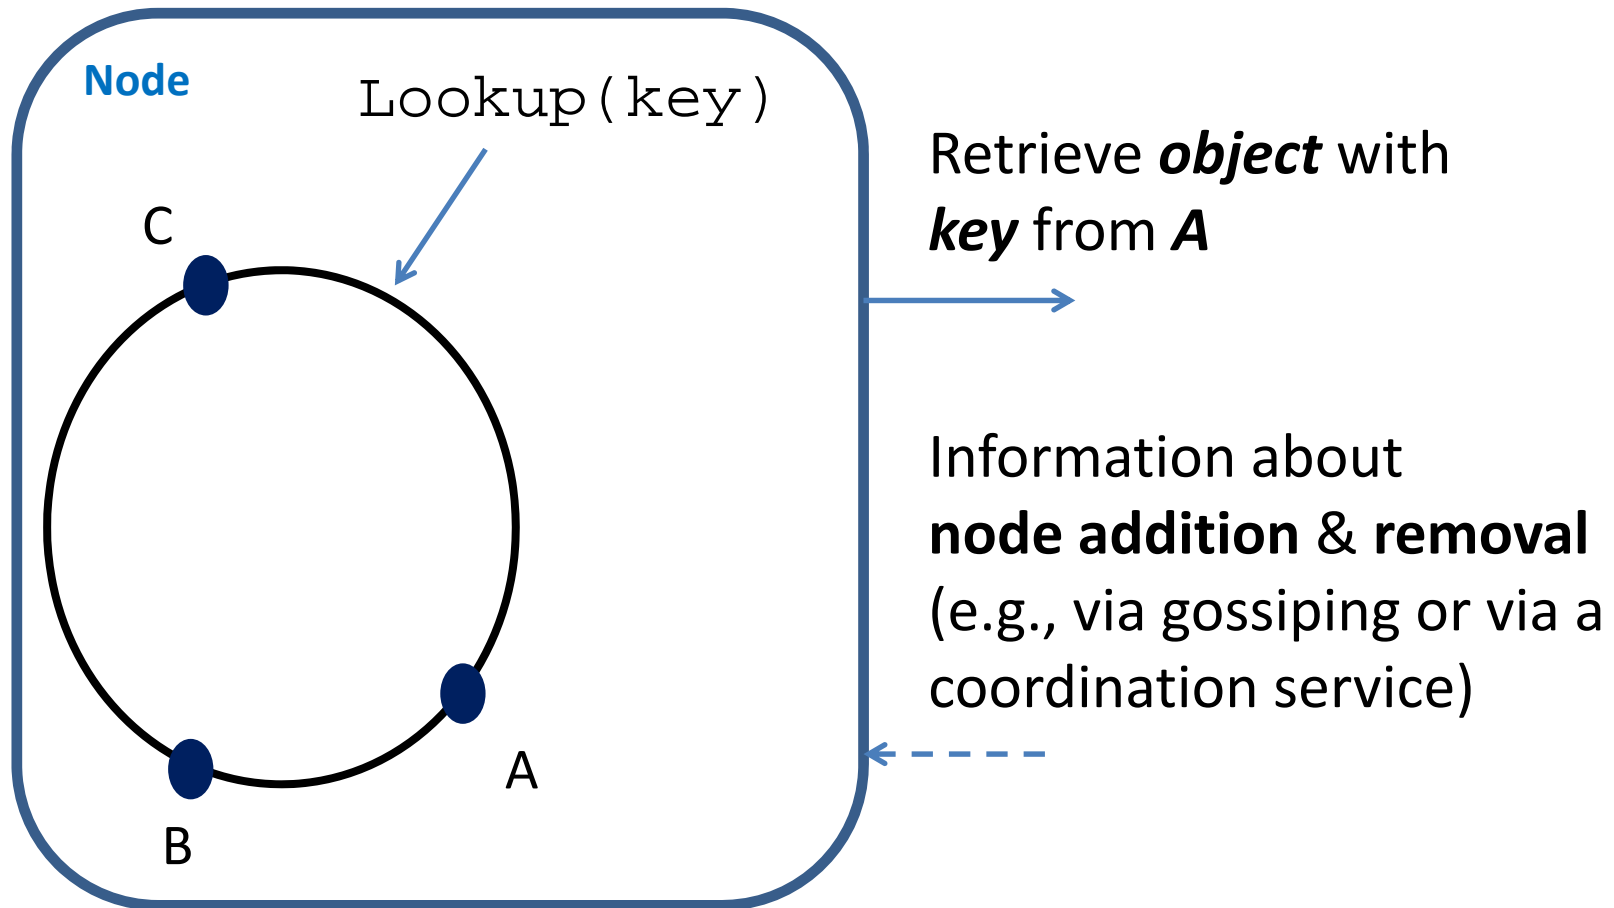 Node
Lookup(key)
C
A
B
Retrieve object with
key from A
Information about
node addition & removal
(e.g., via gossiping or via a
coordination service)